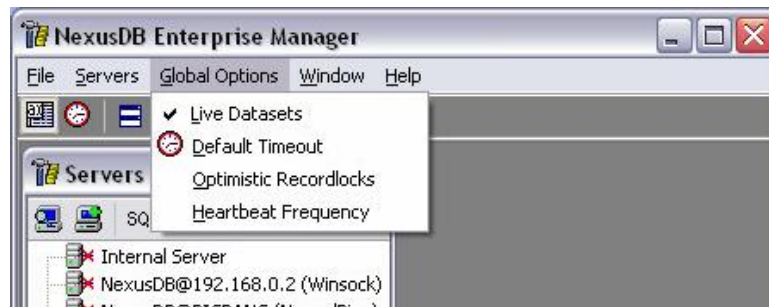 NexusDB Enterprise Manager
File Servers Global Options Window Help
Live Datasets
Default Timeout
Optimistic Recordlocks
Heartbeat Frequency
Servers
SQ
Internal Server
NexusDB@192.168.0.2 (Winsock)